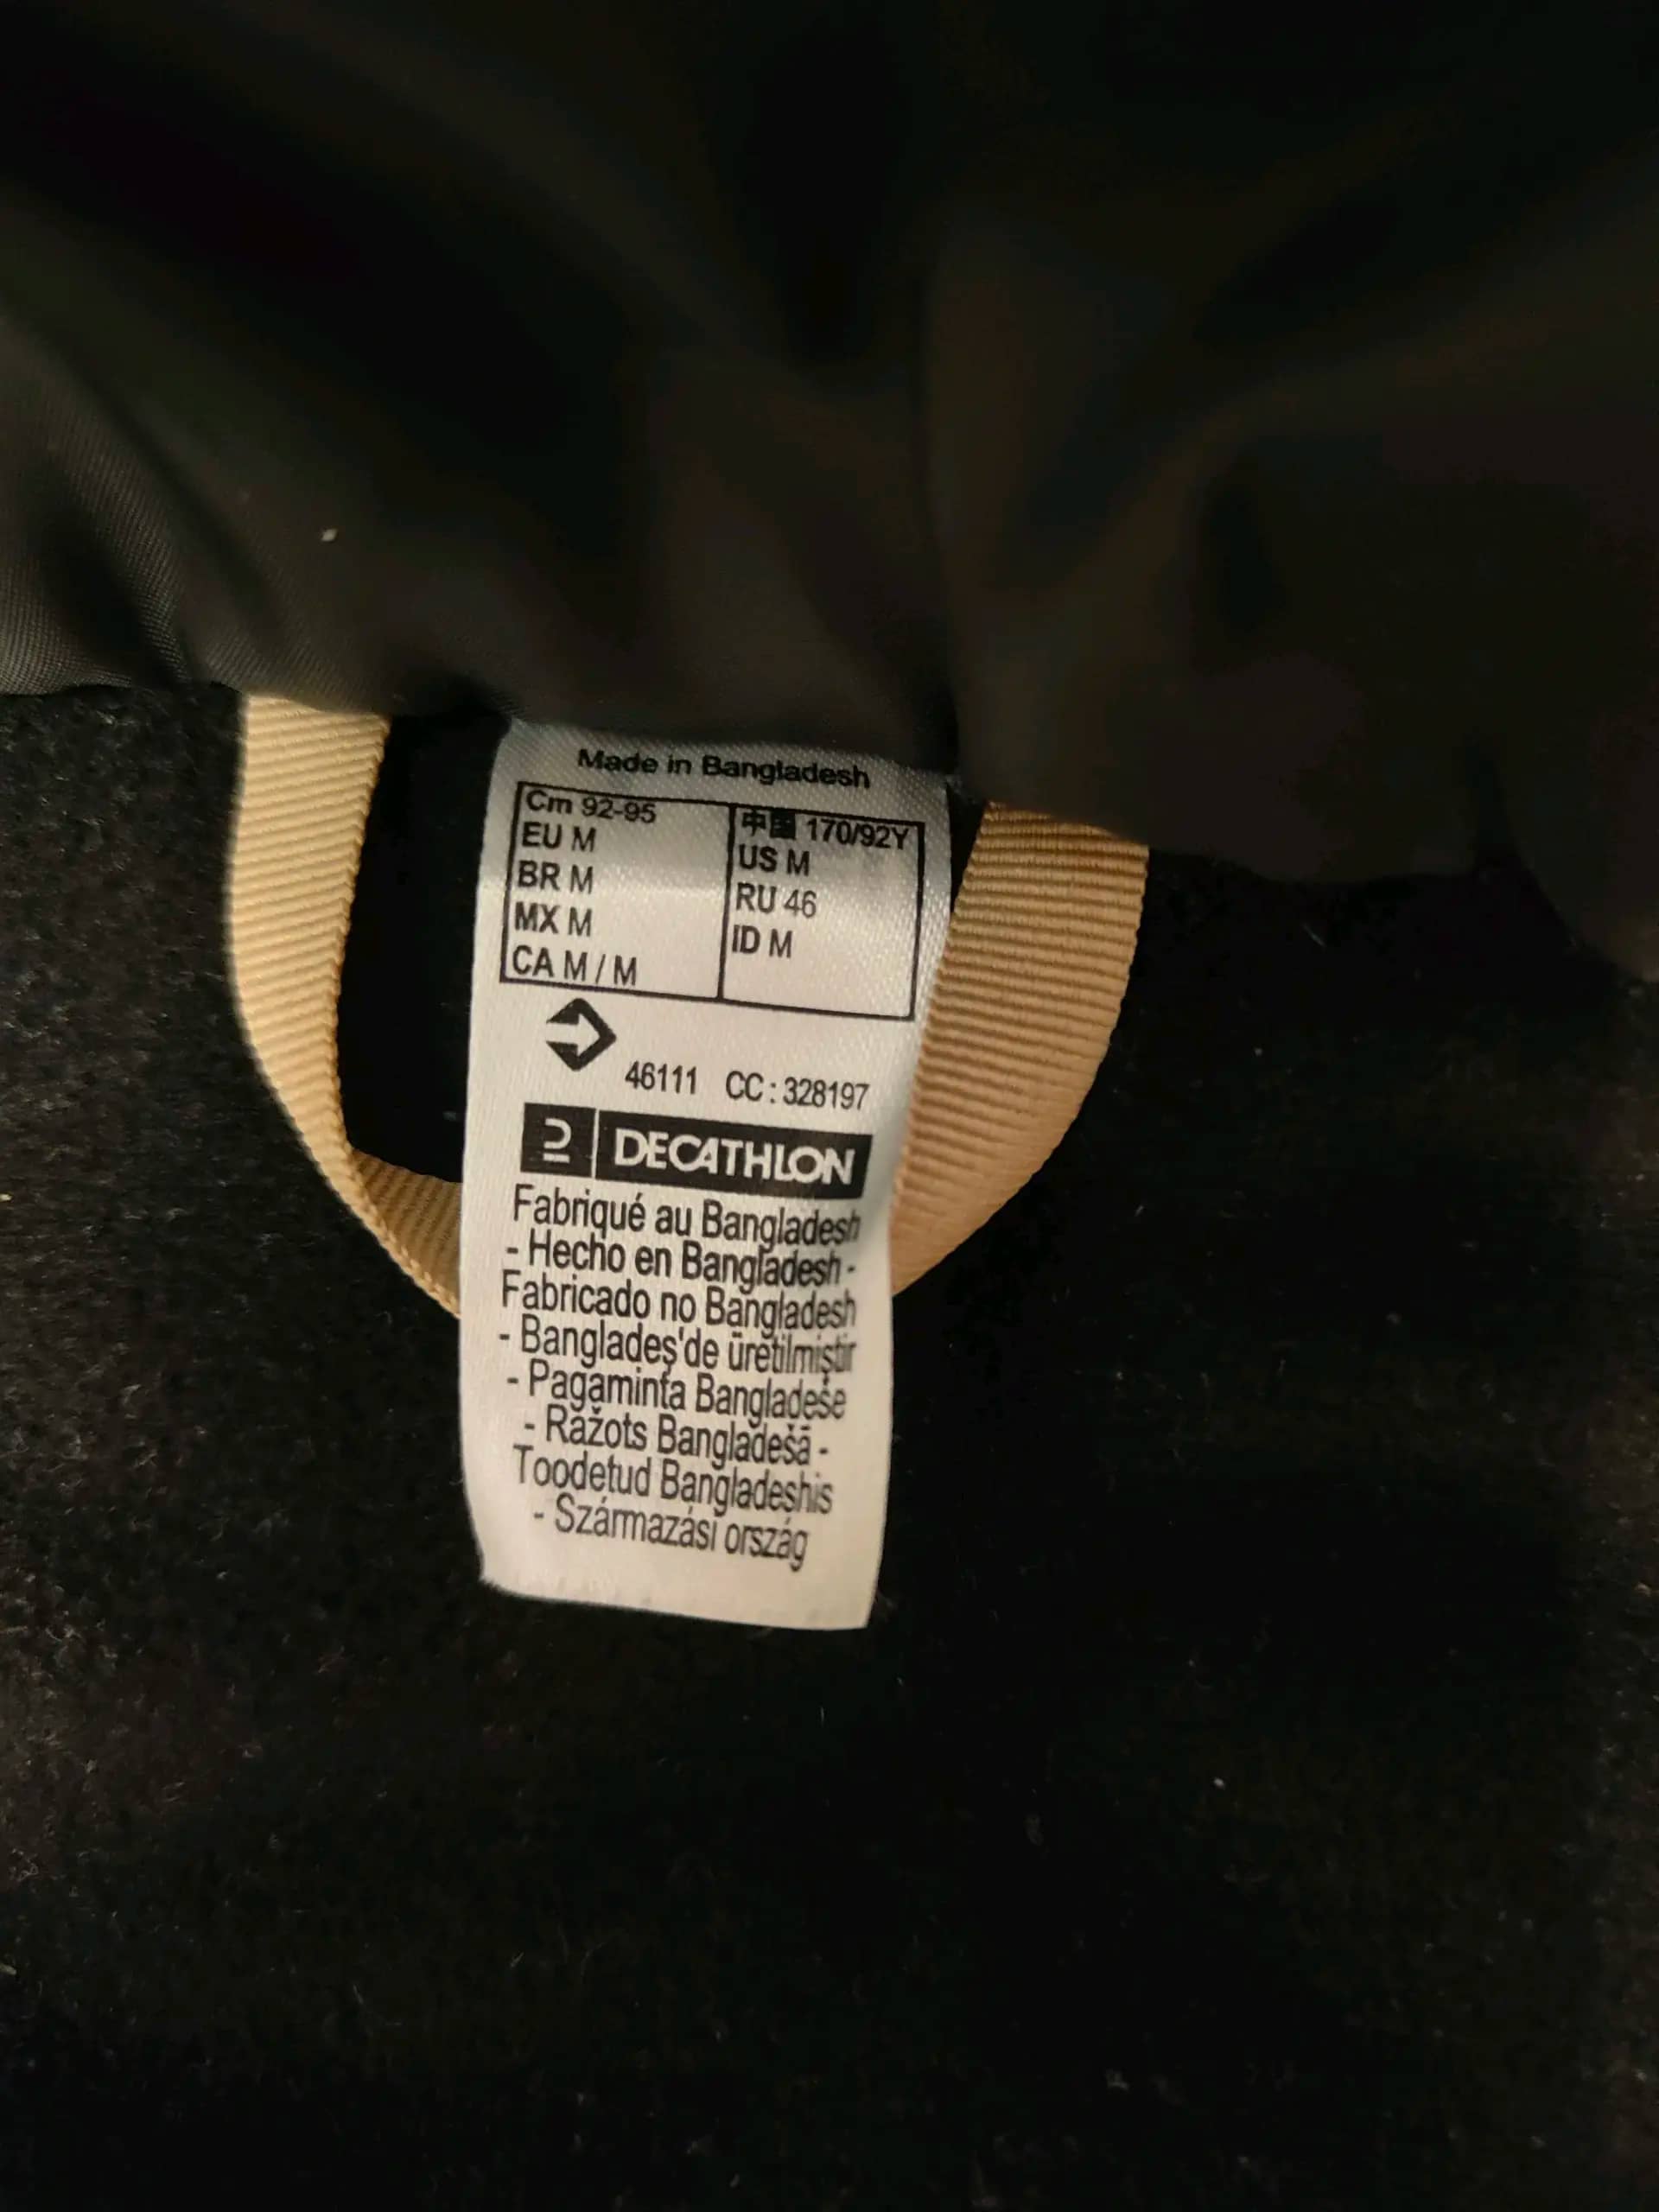 Made in Bangladesh
Cm 92-95
EU M
BR M
MX M
CA M / M
中国 170/92Y
US M
RU 46
ID M
46111 CC : 328197
DECATHLON
Fabriqué au Bangladesh
- Hecho en Bangladesh -
Fabricado no Bangladesh
- Bangladeş'de üretilmiştir
- Pagaminta Bangladeše
- Ražots Bangladešā -
Toodetud Bangladeshis
- Származási ország